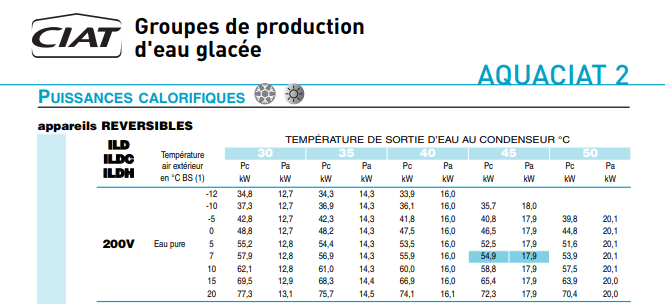 CIAT
Groupes de production
d'eau glacée
AQUACIAT 2
PUISSANCES CALORIFIQUES
appareils REVERSIBLES
ILD
ILDC
ILDH
Température
air extérieur
en °C BS (1)
TEMPÉRATURE DE SORTIE D'EAU AU CONDENSEUR °C
30 35 40 45 50
Pc Pa Pc Pa Pc Pa Pc Pa Pc Pa
kW kW kW kW kW kW kW kW kW kW
-12 34,8 12,7 34,3 14,3 33,9 16,0
-10 37,3 12,7 36,9 14,3 36,1 16,0 35,7 18,0
-5 42,8 12,7 42,3 14,3 41,8 16,0 40,8 17,9 39,8 20,1
0 48,8 12,7 48,2 14,3 47,5 16,0 46,5 17,9 44,8 20,1
200V Eau pure 5 55,2 12,8 54,4 14,3 53,5 16,0 52,5 17,9 51,6 20,1
7 57,9 12,8 56,9 14,3 55,9 16,0 54,9 17,9 53,9 20,1
10 62,1 12,8 61,0 14,3 60,0 16,0 58,8 17,9 57,5 20,1
15 69,5 12,9 68,3 14,4 66,9 16,0 65,4 17,9 63,9 20,1
20 77,3 13,1 75,7 14,5 74,1 16,1 72,3 17,9 70,4 20,0